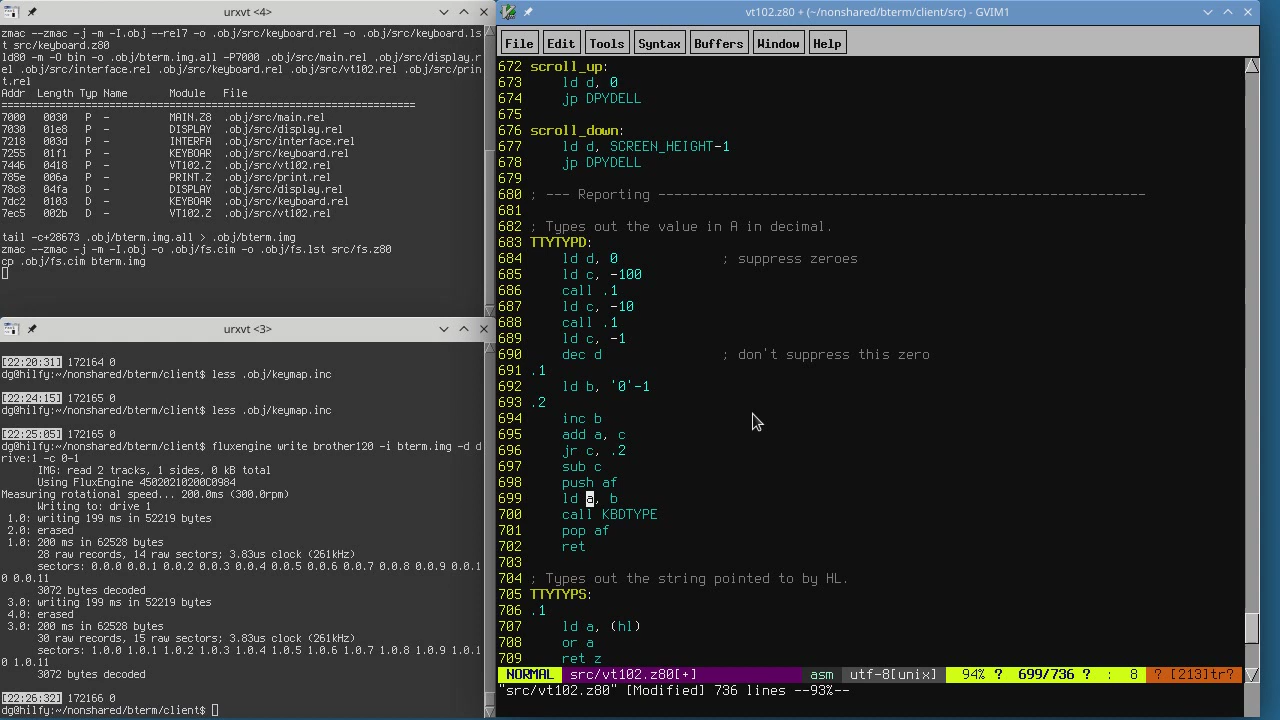 urxvt <4>
zmac --zmac -j -m -I.obj --rel7 -o .obj/src/keyboard.rel -o .obj/src/keyboard.ls
t src/keyboard.z80
ld80 -m -O bin -o .obj/bterm.img.all -P7000 .obj/src/main.rel .obj/src/display.r
el .obj/src/interface.rel .obj/src/keyboard.rel .obj/src/vt102.rel .obj/src/prin
t.rel
Addr Length Typ Name Module File
================================================================================
7000 0030 P - MAIN.Z8 .obj/src/main.rel
7030 01e8 P - DISPLAY .obj/src/display.rel
7218 003d P - INTERFA .obj/src/interface.rel
7255 01f1 P - KEYBOAR .obj/src/keyboard.rel
7446 0418 P - VT102.Z .obj/src/vt102.rel
785e 006a P - PRINT.Z .obj/src/print.rel
78c8 04fa D - DISPLAY .obj/src/display.rel
7dc2 0103 D - KEYBOAR .obj/src/keyboard.rel
7ec5 002b D - VT102.Z .obj/src/vt102.rel
tail -c+28673 .obj/bterm.img.all > .obj/bterm.img
zmac --zmac -j -m -I.obj -o .obj/fs.cim -o .obj/fs.lst src/fs.z80
cp .obj/fs.cim bterm.img
urxvt <3>
[22:20:31] 172164 0
dg@hilfy:~/nonshared/bterm/client$ less .obj/keymap.inc
[22:24:15] 172165 0
dg@hilfy:~/nonshared/bterm/client$ less .obj/keymap.inc
[22:25:05] 172165 0
dg@hilfy:~/nonshared/bterm/client$ fluxengine write brother120 -i bterm.img -d d
rive:1 -c 0-1
IMG: read 2 tracks, 1 sides, 0 kB total
Using FluxEngine 45020210200C0984
Measuring rotational speed... 200.0ms (300.0rpm)
Writing to: drive 1
1.0: writing 199 ms in 52219 bytes
2.0: erased
1.0: 200 ms in 62528 bytes
28 raw records, 14 raw sectors; 3.83us clock (261kHz)
sectors: 0.0.0 0.0.1 0.0.2 0.0.3 0.0.4 0.0.5 0.0.6 0.0.7 0.0.8 0.0.9 0.0.1
0 0.0.11
3072 bytes decoded
3.0: writing 199 ms in 52219 bytes
4.0: erased
3.0: 200 ms in 62066 bytes
30 raw records, 15 raw sectors; 3.83us clock (261kHz)
sectors: 1.0.0 1.0.1 1.0.2 1.0.3 1.0.4 1.0.5 1.0.6 1.0.7 1.0.8 1.0.9 1.0.1
0 1.0.11
3072 bytes decoded
[22:26:32] 172166 0
dg@hilfy:~/nonshared/bterm/client$
vt102.z80 + (~/nonshared/bterm/client/src) - GVIM1
File Edit Tools Syntax Buffers Window Help
672 scroll_up:
673 ld d, 0
674 jp DPYDELL
675
676 scroll_down:
677 ld d, SCREEN_HEIGHT-1
678 jp DPYDELL
679
680 ; --- Reporting -------------------------------------------------------------
681
682 ; Types out the value in A in decimal.
683 TTYTYPD:
684 ld d, 0 ; suppress zeroes
685 ld c, -100
686 call .1
687 ld c, -10
688 call .1
689 ld c, -1
690 dec d ; don't suppress this zero
691 .1
692 ld b, '0'-1
693 .2
694 inc b
695 add a, c
696 jr c, .2
697 sub c
698 push af
699 ld a, b
700 call KBDTYPE
701 pop af
702 ret
703
704 ; Types out the string pointed to by HL.
705 TTYTYPS:
706 .1
707 ld a, (hl)
708 or a
709 ret z
NORMAL src/vt102.z80[+] asm utf-8[unix] 94% ? 699/736 ? : 8 ? [213]tr?
"src/vt102.z80" [Modified] 736 lines --93%--